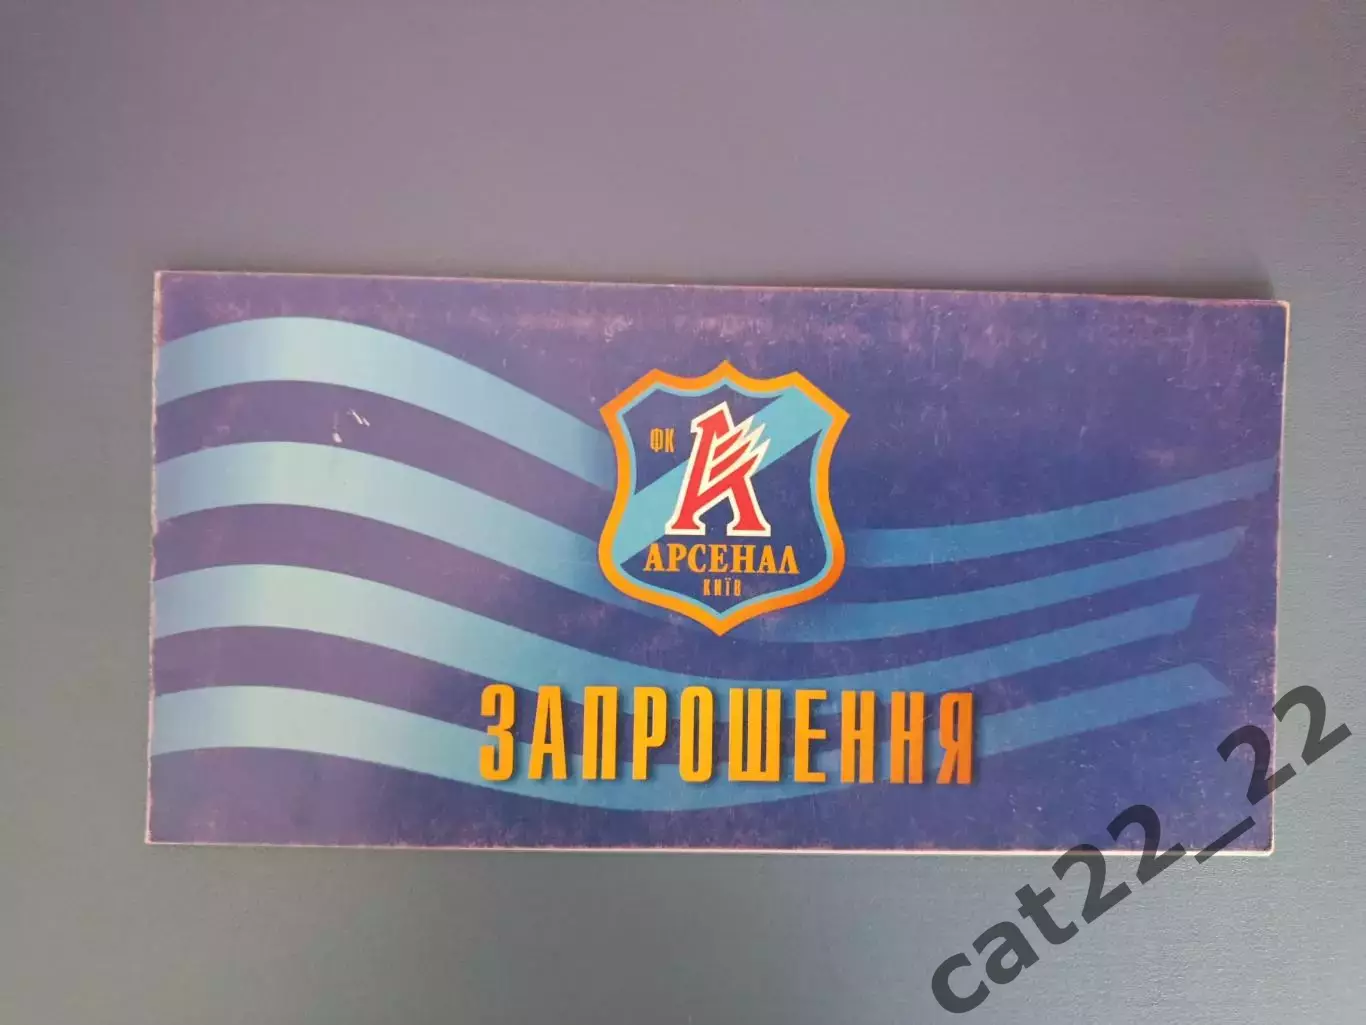 ФК
АРСЕНАЛ
КИЇВ
ЗАПРОШЕННЯ
cat22_22